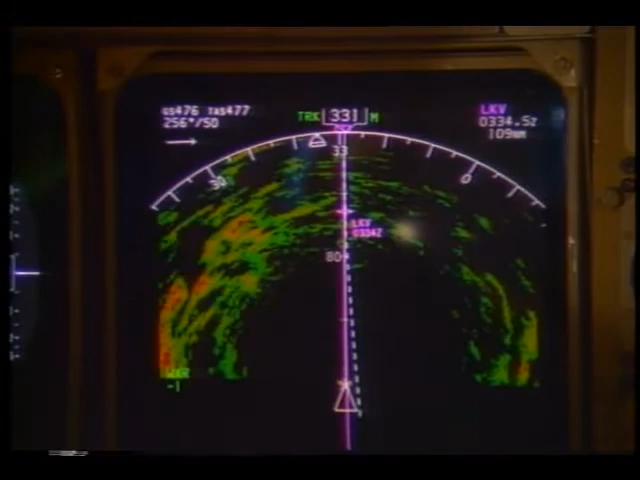 GS476 TAS477
256°/50
TRK 331 M
LKV
0334.5z
109NM
33
30
0
LKV
0334Z
80
WXR
-1